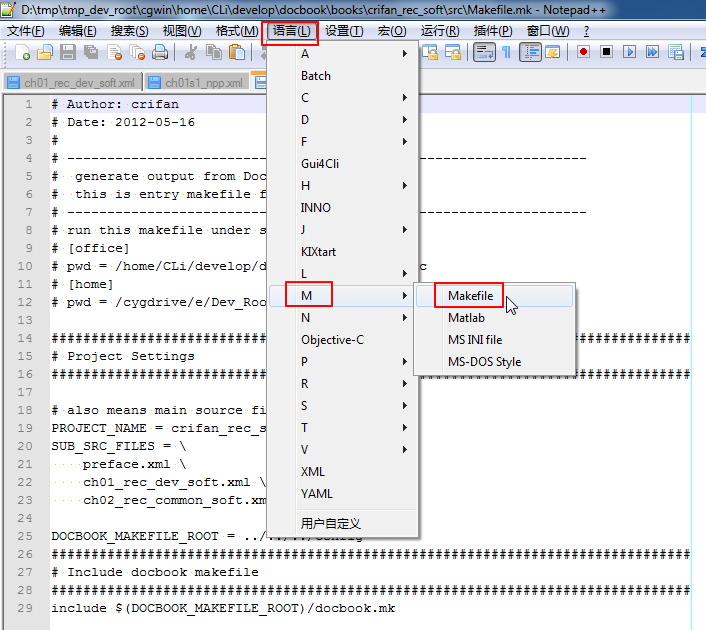 D:\tmp\tmp_dev_root\cgwin\home\CLi\develop\docbook\books\crifan_rec_soft\src\Makefile.mk - Notepad++
文件(F) 编辑(E) 搜索(S) 视图(V) 格式(M) 语言(L) 设置(T) 宏(O) 运行(R) 插件(P) 窗口(W) ?
ch01_rec_dev_soft.xml ch01s1_npp.xml
1 # Author: crifan
2 # Date: 2012-05-16
3 #
4 # -----------------------------------------------------------------
5 # generate output from Doc
6 # this is entry makefile f
7 # -----------------------------------------------------------------
8 # run this makefile under s
9 # [office]
10 # pwd = /home/CLi/develop/d c
11 # [home]
12 # pwd = /cygdrive/e/Dev_Roo
13
14 ################################################################################
15 # Project Settings
16 ################################################################################
17
18 # also means main source fi
19 PROJECT_NAME = crifan_rec_s
20 SUB_SRC_FILES = \
21 preface.xml \
22 ch01_rec_dev_soft.xml \
23 ch02_rec_common_soft.xm
24
25 DOCBOOK_MAKEFILE_ROOT = ../../../config
26 ################################################################################
27 # Include docbook makefile
28 ################################################################################
29 include $(DOCBOOK_MAKEFILE_ROOT)/docbook.mk
A
Batch
C
D
F
Gui4Cli
H
INNO
J
KIXtart
L
M
N
Objective-C
P
R
S
T
V
XML
YAML
用户自定义
Makefile
Matlab
MS INI file
MS-DOS Style